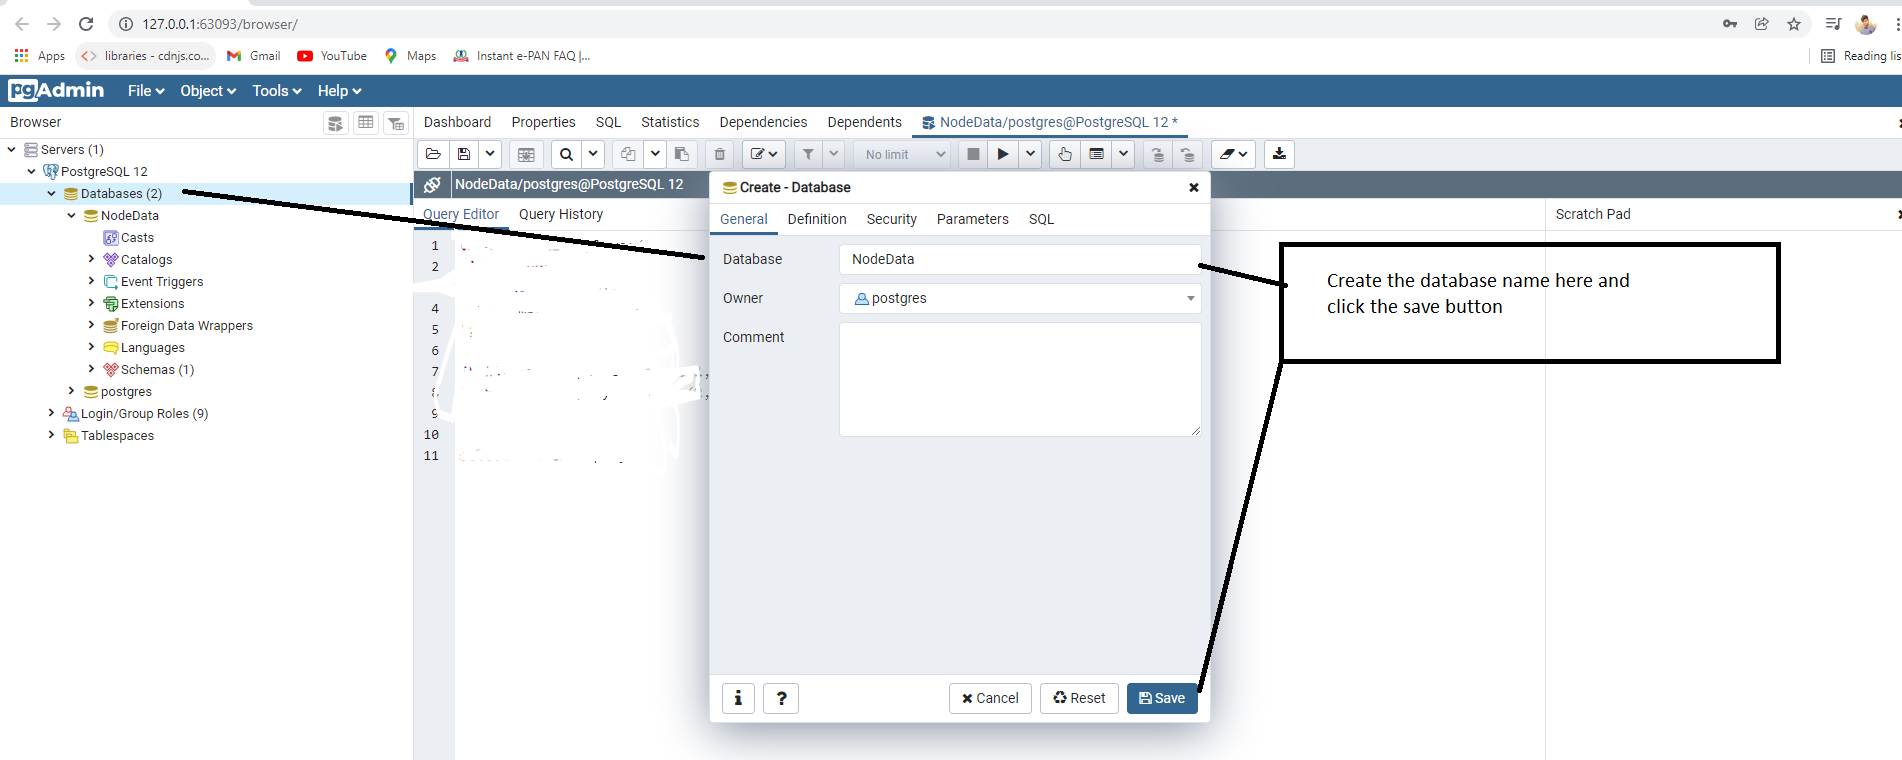 127.0.0.1:63093/browser/
Apps libraries - cdnjs.co... Gmail YouTube Maps Instant e-PAN FAQ |... Reading lis
pgAdmin File Object Tools Help
Browser
Dashboard Properties SQL Statistics Dependencies Dependents NodeData/postgres@PostgreSQL 12 *
No limit
Servers (1)
PostgreSQL 12
Databases (2)
NodeData
Casts
Catalogs
Event Triggers
Extensions
Foreign Data Wrappers
Languages
Schemas (1)
postgres
Login/Group Roles (9)
Tablespaces
NodeData/postgres@PostgreSQL 12
Query Editor Query History
Scratch Pad
1
2
4
5
6
7
8
9
10
11
Create - Database
General Definition Security Parameters SQL
Database NodeData
Owner postgres
Comment
i ? Cancel Reset Save
Create the database name here and
click the save button